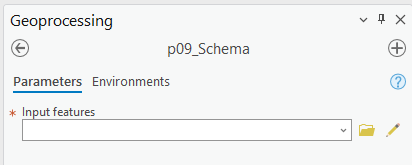 Geoprocessing
p09_Schema
Parameters Environments
* Input features